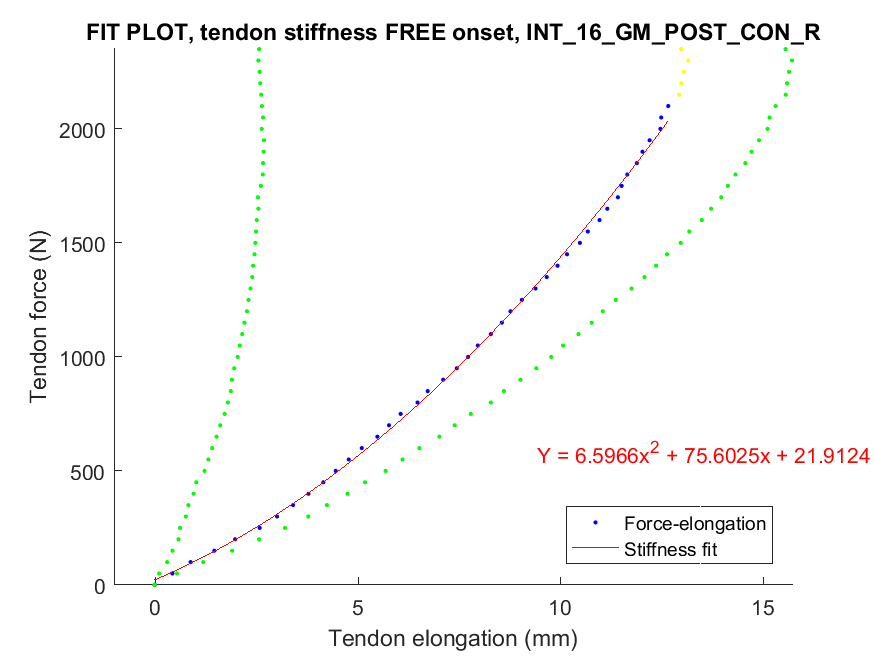 FIT PLOT, tendon stiffness FREE onset, INT_16_GM_POST_CON_R
2000
1500
1000
500
0
Tendon force (N)
Y = 6.5966x² + 75.6025x + 21.9124
Force-elongation
Stiffness fit
0 5 10 15
Tendon elongation (mm)